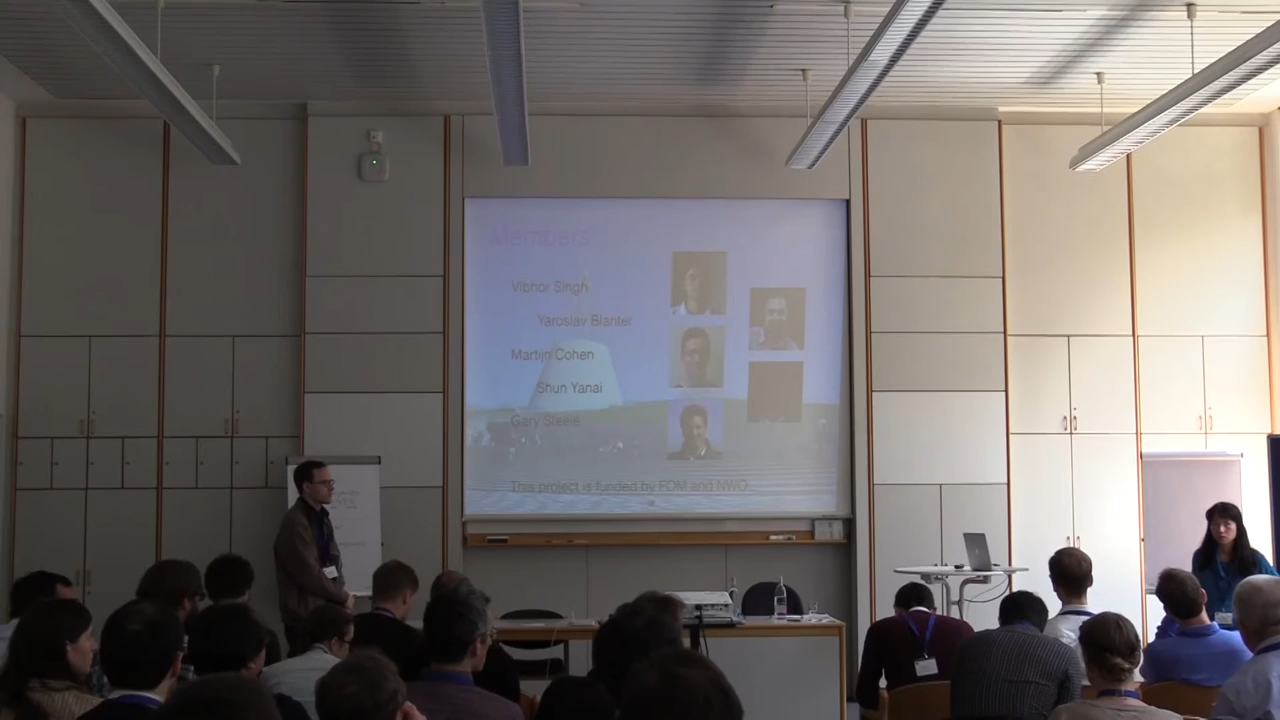 Members
Vibhor Singh
Yaroslav Blanter
Martijn Cohen
Shun Yanai
Gary Steele
This project is funded by FOM and NWO.